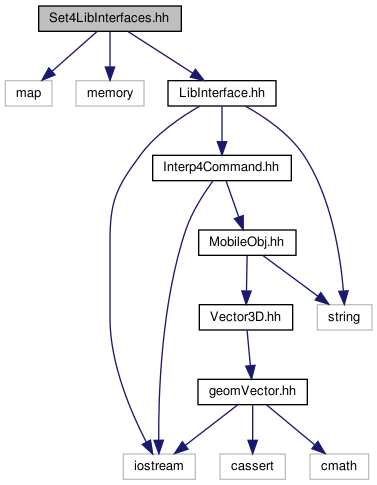 Set4LibInterfaces.hh
map
memory
LibInterface.hh
Interp4Command.hh
MobileObj.hh
Vector3D.hh
string
geomVector.hh
iostream
cassert
cmath